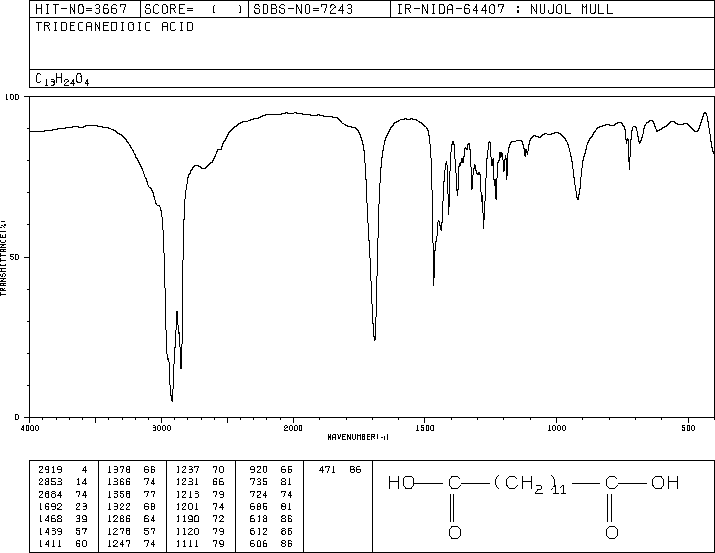 HIT-NO=3667 SCORE= ( ) SDBS-NO=7243 IR-NIDA-64407 : NUJOL MULL
TRIDECANEDIOIC ACID
C13H24O4
100
50
0
TRANSMITTANCE(%)
4000 3000 2000 1500 1000 500
WAVENUMBER(-1)
2919 4 1378 66 1237 70 920 66 471 86
2853 14 1366 74 1231 66 735 81
2684 74 1358 77 1213 79 724 74
1692 23 1322 68 1201 74 686 81
1468 39 1286 64 1190 72 618 86
1439 57 1278 57 1120 79 612 86
1411 60 1247 74 1111 79 606 86
HO C (CH2)11 C OH
O O